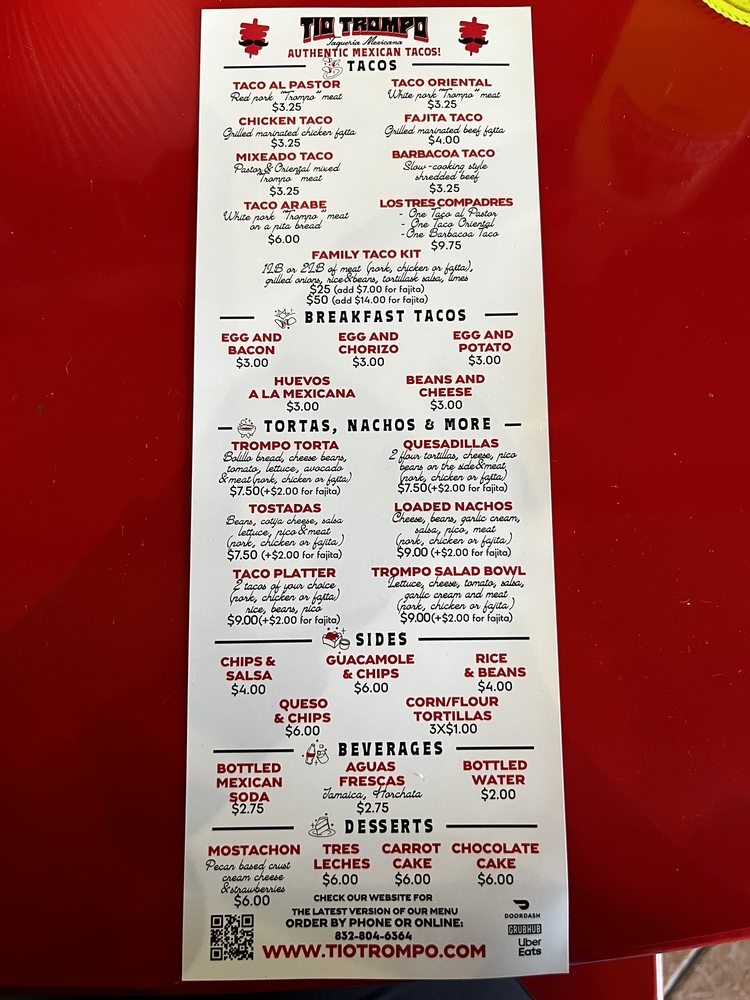 TIO TROMPO
Taqueria Mexicana
AUTHENTIC MEXICAN TACOS!
TACOS
TACO AL PASTOR
Red pork "Trompo" meat
$3.25
TACO ORIENTAL
White pork "Trompo" meat
$3.25
CHICKEN TACO
Grilled marinated chicken fajita
$3.25
FAJITA TACO
Grilled marinated beef fajita
$4.00
MIXEADO TACO
Pastor & Oriental mixed
"Trompo" meat
$3.25
BARBACOA TACO
Slow-cooking style
shredded beef
$3.25
TACO ARABE
White pork "Trompo" meat
on a pita bread
$6.00
LOS TRES COMPADRES
- One Taco al Pastor
- One Taco Oriental
- One Barbacoa Taco
$9.75
FAMILY TACO KIT
1LB or 2LB of meat (pork, chicken or fajita),
grilled onions, rice&beans, tortillas& salsa, limes
$25 (add $7.00 for fajita)
$50 (add $14.00 for fajita)
BREAKFAST TACOS
EGG AND
BACON
$3.00
EGG AND
CHORIZO
$3.00
EGG AND
POTATO
$3.00
HUEVOS
A LA MEXICANA
$3.00
BEANS AND
CHEESE
$3.00
TORTAS, NACHOS & MORE
TROMPO TORTA
Bolillo bread, cheese beans,
tomato, lettuce, avocado
& meat (pork, chicken or fajita)
$7.50(+$2.00 for fajita)
QUESADILLAS
2 flour tortillas, cheese, pico
beans on the side&meat
(pork, chicken or fajita)
$7.50(+$2.00 for fajita)
TOSTADAS
Beans, cotija cheese, salsa
lettuce, pico & meat
(pork, chicken or fajita)
$7.50 (+$2.00 for fajita)
LOADED NACHOS
Cheese, beans, garlic cream,
salsa, pico, meat
(pork, chicken or fajita)
$9.00 (+$2.00 for fajita)
TACO PLATTER
2 tacos of your choice
(pork, chicken or fajita)
rice, beans, pico
$9.00(+$2.00 for fajita)
TROMPO SALAD BOWL
Lettuce, cheese, tomato, salsa,
garlic cream and meat
(pork, chicken or fajita)
$9.00(+$2.00 for fajita)
SIDES
CHIPS &
SALSA
$4.00
GUACAMOLE
& CHIPS
$6.00
RICE
& BEANS
$4.00
QUESO
& CHIPS
$6.00
CORN/FLOUR
TORTILLAS
3X$1.00
BEVERAGES
BOTTLED
MEXICAN
SODA
$2.75
AGUAS
FRESCAS
Jamaica, Horchata
$2.75
BOTTLED
WATER
$2.00
DESSERTS
MOSTACHON
Pecan based crust
cream cheese
& strawberries
$6.00
TRES
LECHES
$6.00
CARROT
CAKE
$6.00
CHOCOLATE
CAKE
$6.00
CHECK OUR WEBSITE FOR
THE LATEST VERSION OF OUR MENU
ORDER BY PHONE OR ONLINE:
832-804-6364
WWW.TIOTROMPO.COM
DOORDASH
GRUBHUB
Uber
Eats